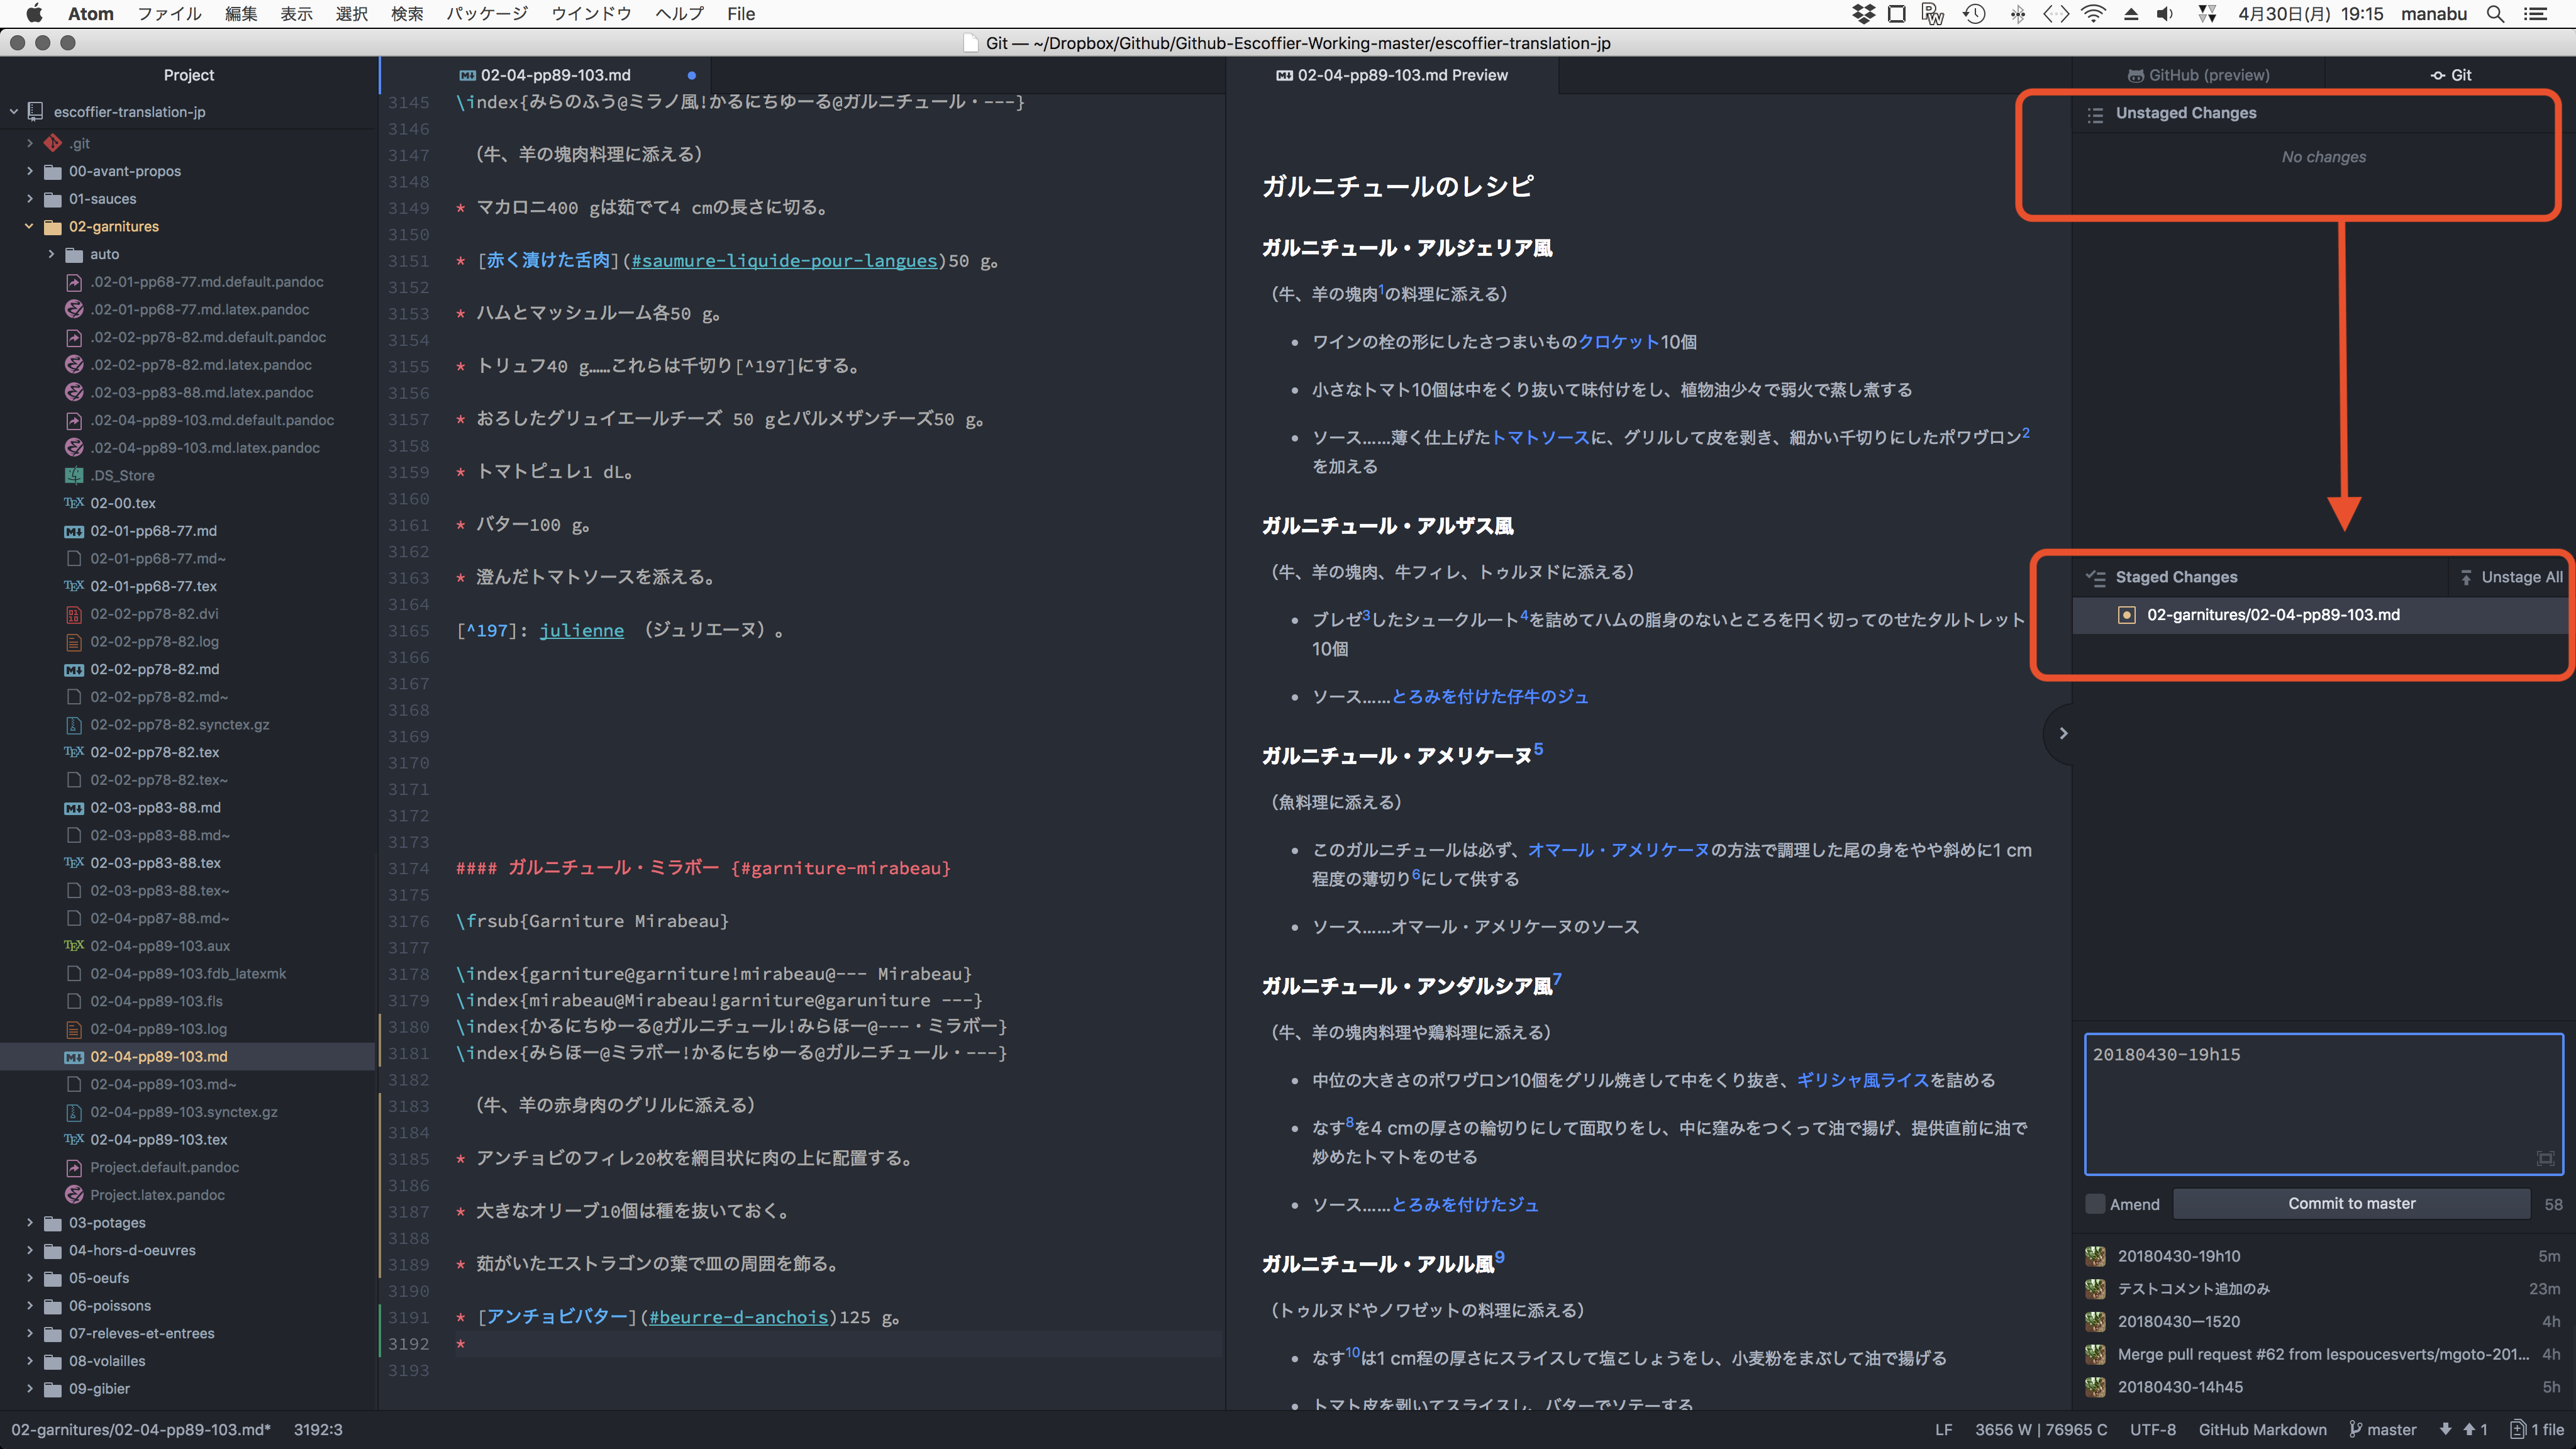 Atom ファイル 編集 表示 選択 検索 パッケージ ウインドウ ヘルプ File
4月30日(月) 19:15 manabu
Git — ~/Dropbox/Github/Github-Escoffier-Working-master/escoffier-translation-jp
Project
escoffier-translation-jp
.git
00-avant-propos
01-sauces
02-garnitures
auto
.02-01-pp68-77.md.default.pandoc
.02-01-pp68-77.md.latex.pandoc
.02-02-pp78-82.md.default.pandoc
.02-02-pp78-82.md.latex.pandoc
.02-03-pp83-88.md.latex.pandoc
.02-04-pp89-103.md.default.pandoc
.02-04-pp89-103.md.latex.pandoc
.DS_Store
02-00.tex
02-01-pp68-77.md
02-01-pp68-77.md~
02-01-pp68-77.tex
02-02-pp78-82.dvi
02-02-pp78-82.log
02-02-pp78-82.md
02-02-pp78-82.md~
02-02-pp78-82.synctex.gz
02-02-pp78-82.tex
02-02-pp78-82.tex~
02-03-pp83-88.md
02-03-pp83-88.md~
02-03-pp83-88.tex
02-03-pp83-88.tex~
02-04-pp87-88.md~
02-04-pp89-103.aux
02-04-pp89-103.fdb_latexmk
02-04-pp89-103.fls
02-04-pp89-103.log
02-04-pp89-103.md
02-04-pp89-103.md~
02-04-pp89-103.synctex.gz
02-04-pp89-103.tex
Project.default.pandoc
Project.latex.pandoc
03-potages
04-hors-d-oeuvres
05-oeufs
06-poissons
07-releves-et-entrees
08-volailles
09-gibier
02-04-pp89-103.md
3145 \index{みらのふう@ミラノ風!かるにちゆーる@ガルニチュール・---}
3146
3147 （牛、羊の塊肉料理に添える）
3148
3149 * マカロニ400 gは茹でて4 cmの長さに切る。
3150
3151 * [赤く漬けた舌肉](#saumure-liquide-pour-langues)50 g。
3152
3153 * ハムとマッシュルーム各50 g。
3154
3155 * トリュフ40 g……これらは千切り[^197]にする。
3156
3157 * おろしたグリュイエールチーズ 50 gとパルメザンチーズ50 g。
3158
3159 * トマトピュレ1 dL。
3160
3161 * バター100 g。
3162
3163 * 澄んだトマトソースを添える。
3164
3165 [^197]: julienne （ジュリエーヌ）。
3166
3167
3168
3169
3170
3171
3172
3173
3174 #### ガルニチュール・ミラボー {#garniture-mirabeau}
3175
3176 \frsub{Garniture Mirabeau}
3177
3178 \index{garniture@garniture!mirabeau@--- Mirabeau}
3179 \index{mirabeau@Mirabeau!garniture@garuniture ---}
3180 \index{かるにちゆーる@ガルニチュール!みらほー@---・ミラボー}
3181 \index{みらほー@ミラボー!かるにちゆーる@ガルニチュール・---}
3182
3183 （牛、羊の赤身肉のグリルに添える）
3184
3185 * アンチョビのフィレ20枚を網目状に肉の上に配置する。
3186
3187 * 大きなオリーブ10個は種を抜いておく。
3188
3189 * 茹がいたエストラゴンの葉で皿の周囲を飾る。
3190
3191 * [アンチョビバター](#beurre-d-anchois)125 g。
3192 *
3193
02-04-pp89-103.md Preview
ガルニチュールのレシピ
ガルニチュール・アルジェリア風
（牛、羊の塊肉1の料理に添える）
• ワインの栓の形にしたさつまいものクロケット10個
• 小さなトマト10個は中をくり抜いて味付けをし、植物油少々で弱火で蒸し煮する
• ソース……薄く仕上げたトマトソースに、グリルして皮を剥き、細かい千切りにしたポワヴロン2
を加える
ガルニチュール・アルザス風
（牛、羊の塊肉、牛フィレ、トゥルヌドに添える）
• ブレゼ3したシュークルート4を詰めてハムの脂身のないところを円く切ってのせたタルトレット
10個
• ソース……とろみを付けた仔牛のジュ
ガルニチュール・アメリケーヌ5
（魚料理に添える）
• このガルニチュールは必ず、オマール・アメリケーヌの方法で調理した尾の身をやや斜めに1 cm
程度の薄切り6にして供する
• ソース……オマール・アメリケーヌのソース
ガルニチュール・アンダルシア風7
（牛、羊の塊肉料理や鶏料理に添える）
• 中位の大きさのポワヴロン10個をグリル焼きして中をくり抜き、ギリシャ風ライスを詰める
• なす8を4 cmの厚さの輪切りにして面取りをし、中に窪みをつくって油で揚げ、提供直前に油で
炒めたトマトをのせる
• ソース……とろみを付けたジュ
ガルニチュール・アルル風9
（トゥルヌドやノワゼットの料理に添える）
• なす10は1 cm程の厚さにスライスして塩こしょうをし、小麦粉をまぶして油で揚げる
• トマト皮を剥いてスライスし、バターでソテーする
GitHub (preview) Git
Unstaged Changes
No changes
Staged Changes Unstage All
02-garnitures/02-04-pp89-103.md
20180430-19h15
Amend Commit to master 58
20180430-19h10 5m
テストコメント追加のみ 23m
20180430ー1520 4h
Merge pull request #62 from lespoucesverts/mgoto-201... 4h
20180430-14h45 5h
02-garnitures/02-04-pp89-103.md* 3192:3
LF 3656 W | 76965 C UTF-8 GitHub Markdown master 1 1 file